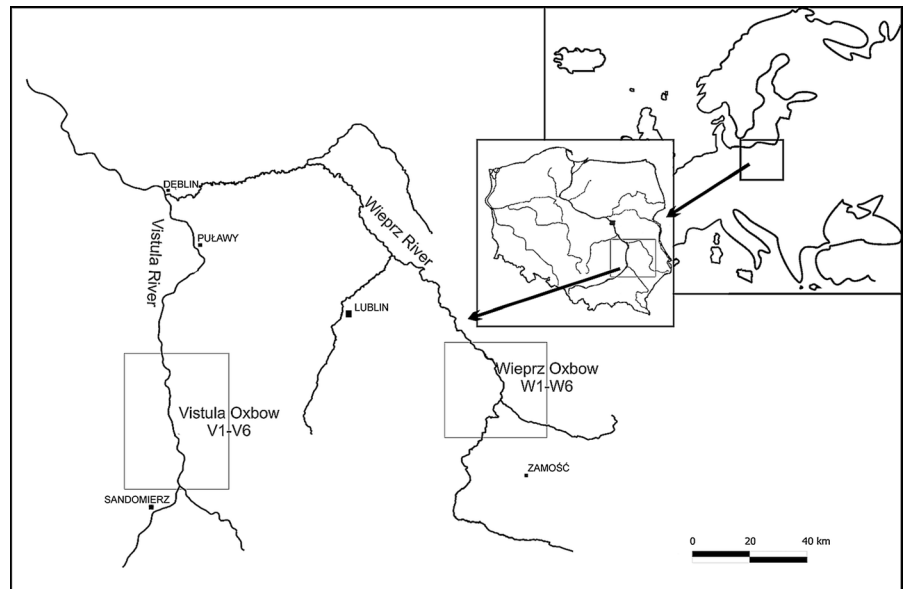 DĘBLIN
PUŁAWY
Vistula River
Wieprz River
LUBLIN
Wieprz Oxbow
W1-W6
Vistula Oxbow
V1-V6
ZAMOŚĆ
SANDOMIERZ
0 20 40 km